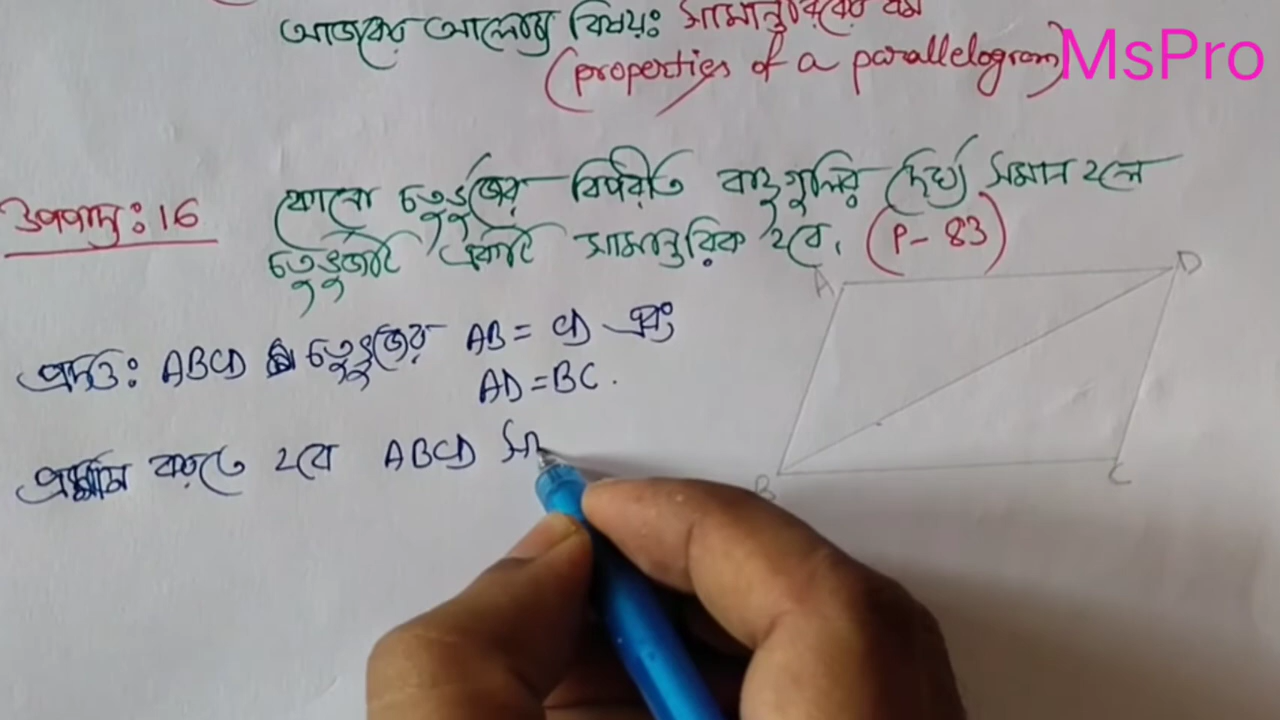 আজকের আলোচ্য বিষয়ঃ সামান্তরিকের ধর্ম
(properties of a parallelogram)
MsPro
উপপাদ্যঃ 16 কোনো চতুর্ভুজের বিপরীত বাহুগুলির দৈর্ঘ্য সমান হলে
চতুর্ভুজটি একটি সামান্তরিক হবে। (P-83)
A D
প্রদত্তঃ ABCD চতুর্ভুজের AB = CD এবং
AD = BC.
প্রমাণ করতে হবে ABCD সা
B C